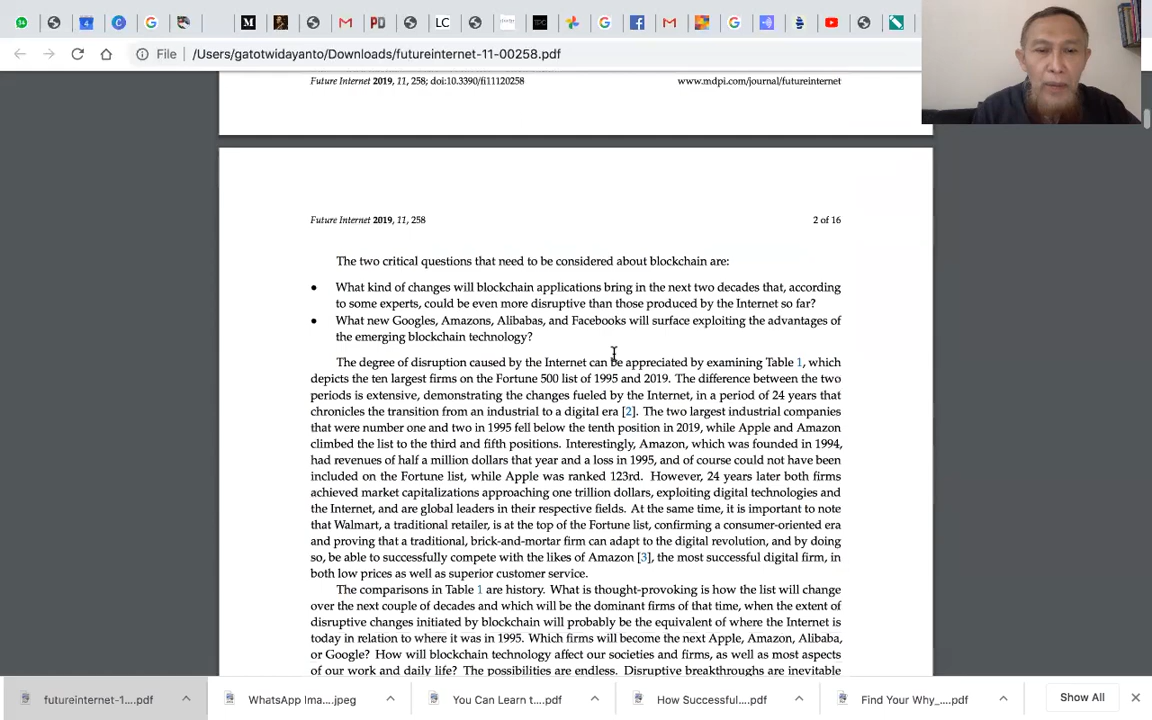 M
PD
LC
4
C
G
File
/Users/gatotwidayanto/Downloads/futureinternet-11-00258.pdf
Future Internet 2019, 11, 258; doi:10.3390/fi11120258
www.mdpi.com/journal/futureinternet
Future Internet 2019, 11, 258
2 of 16
The two critical questions that need to be considered about blockchain are:
• What kind of changes will blockchain applications bring in the next two decades that, according
to some experts, could be even more disruptive than those produced by the Internet so far?
• What new Googles, Amazons, Alibabas, and Facebooks will surface exploiting the advantages of
the emerging blockchain technology?
The degree of disruption caused by the Internet can be appreciated by examining Table 1, which
depicts the ten largest firms on the Fortune 500 list of 1995 and 2019. The difference between the two
periods is extensive, demonstrating the changes fueled by the Internet, in a period of 24 years that
chronicles the transition from an industrial to a digital era [2]. The two largest industrial companies
that were number one and two in 1995 fell below the tenth position in 2019, while Apple and Amazon
climbed the list to the third and fifth positions. Interestingly, Amazon, which was founded in 1994,
had revenues of half a million dollars that year and a loss in 1995, and of course could not have been
included on the Fortune list, while Apple was ranked 123rd. However, 24 years later both firms
achieved market capitalizations approaching one trillion dollars, exploiting digital technologies and
the Internet, and are global leaders in their respective fields. At the same time, it is important to note
that Walmart, a traditional retailer, is at the top of the Fortune list, confirming a consumer-oriented era
and proving that a traditional, brick-and-mortar firm can adapt to the digital revolution, and by doing
so, be able to successfully compete with the likes of Amazon [3], the most successful digital firm, in
both low prices as well as superior customer service.
The comparisons in Table 1 are history. What is thought-provoking is how the list will change
over the next couple of decades and which will be the dominant firms of that time, when the extent of
disruptive changes initiated by blockchain will probably be the equivalent of where the Internet is
today in relation to where it was in 1995. Which firms will become the next Apple, Amazon, Alibaba,
or Google? How will blockchain technology affect our societies and firms, as well as most aspects
of our work and daily life? The possibilities are endless. Disruptive breakthroughs are inevitable
futureinternet-1....pdf
WhatsApp Ima....jpeg
You Can Learn t....pdf
How Successful....pdf
Find Your Why_....pdf
Show All